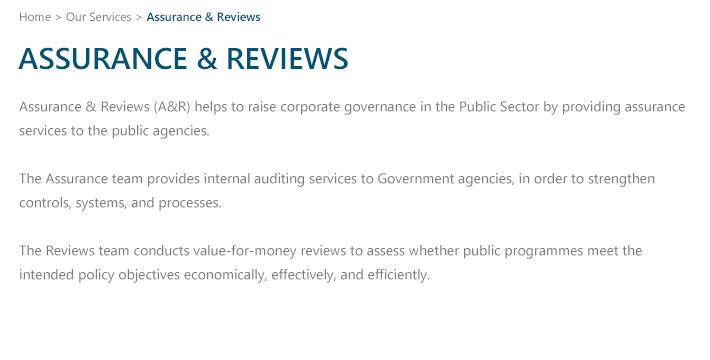 Home > Our Services > Assurance & Reviews
ASSURANCE & REVIEWS
Assurance & Reviews (A&R) helps to raise corporate governance in the Public Sector by providing assurance
services to the public agencies.
The Assurance team provides internal auditing services to Government agencies, in order to strengthen
controls, systems, and processes.
The Reviews team conducts value-for-money reviews to assess whether public programmes meet the
intended policy objectives economically, effectively, and efficiently.